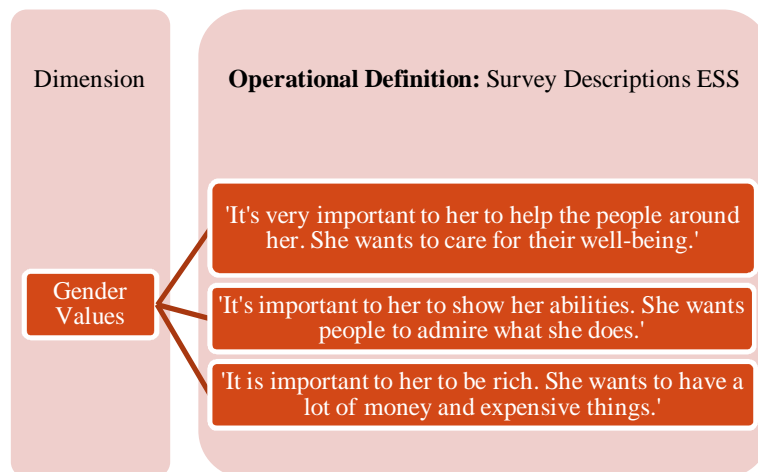 Dimension
Operational Definition: Survey Descriptions ESS
'It's very important to her to help the people around
her. She wants to care for their well-being.'
Gender
Values
'It's important to her to show her abilities. She wants
people to admire what she does.'
'It is important to her to be rich. She wants to have a
lot of money and expensive things.'